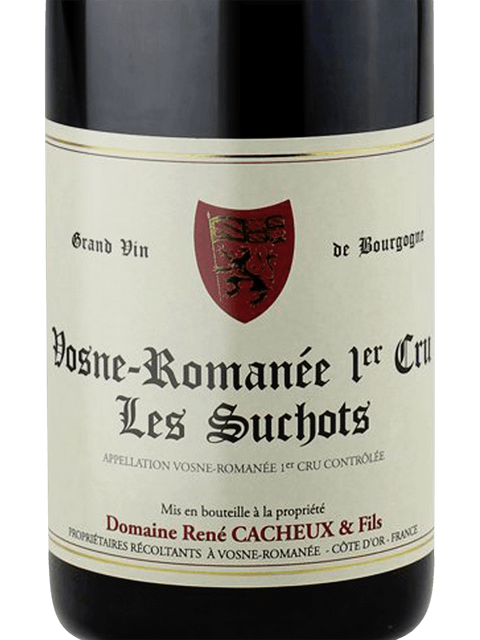 Grand Vin de Bourgogne
Vosne-Romanée 1er Cru
Les Suchots
APPELLATION VOSNE-ROMANÉE 1er CRU CONTRÔLÉE
Mis en bouteille à la propriété
Domaine René CACHEUX & Fils
PROPRIÉTAIRES RÉCOLTANTS À VOSNE-ROMANÉE - CÔTE D'OR - FRANCE